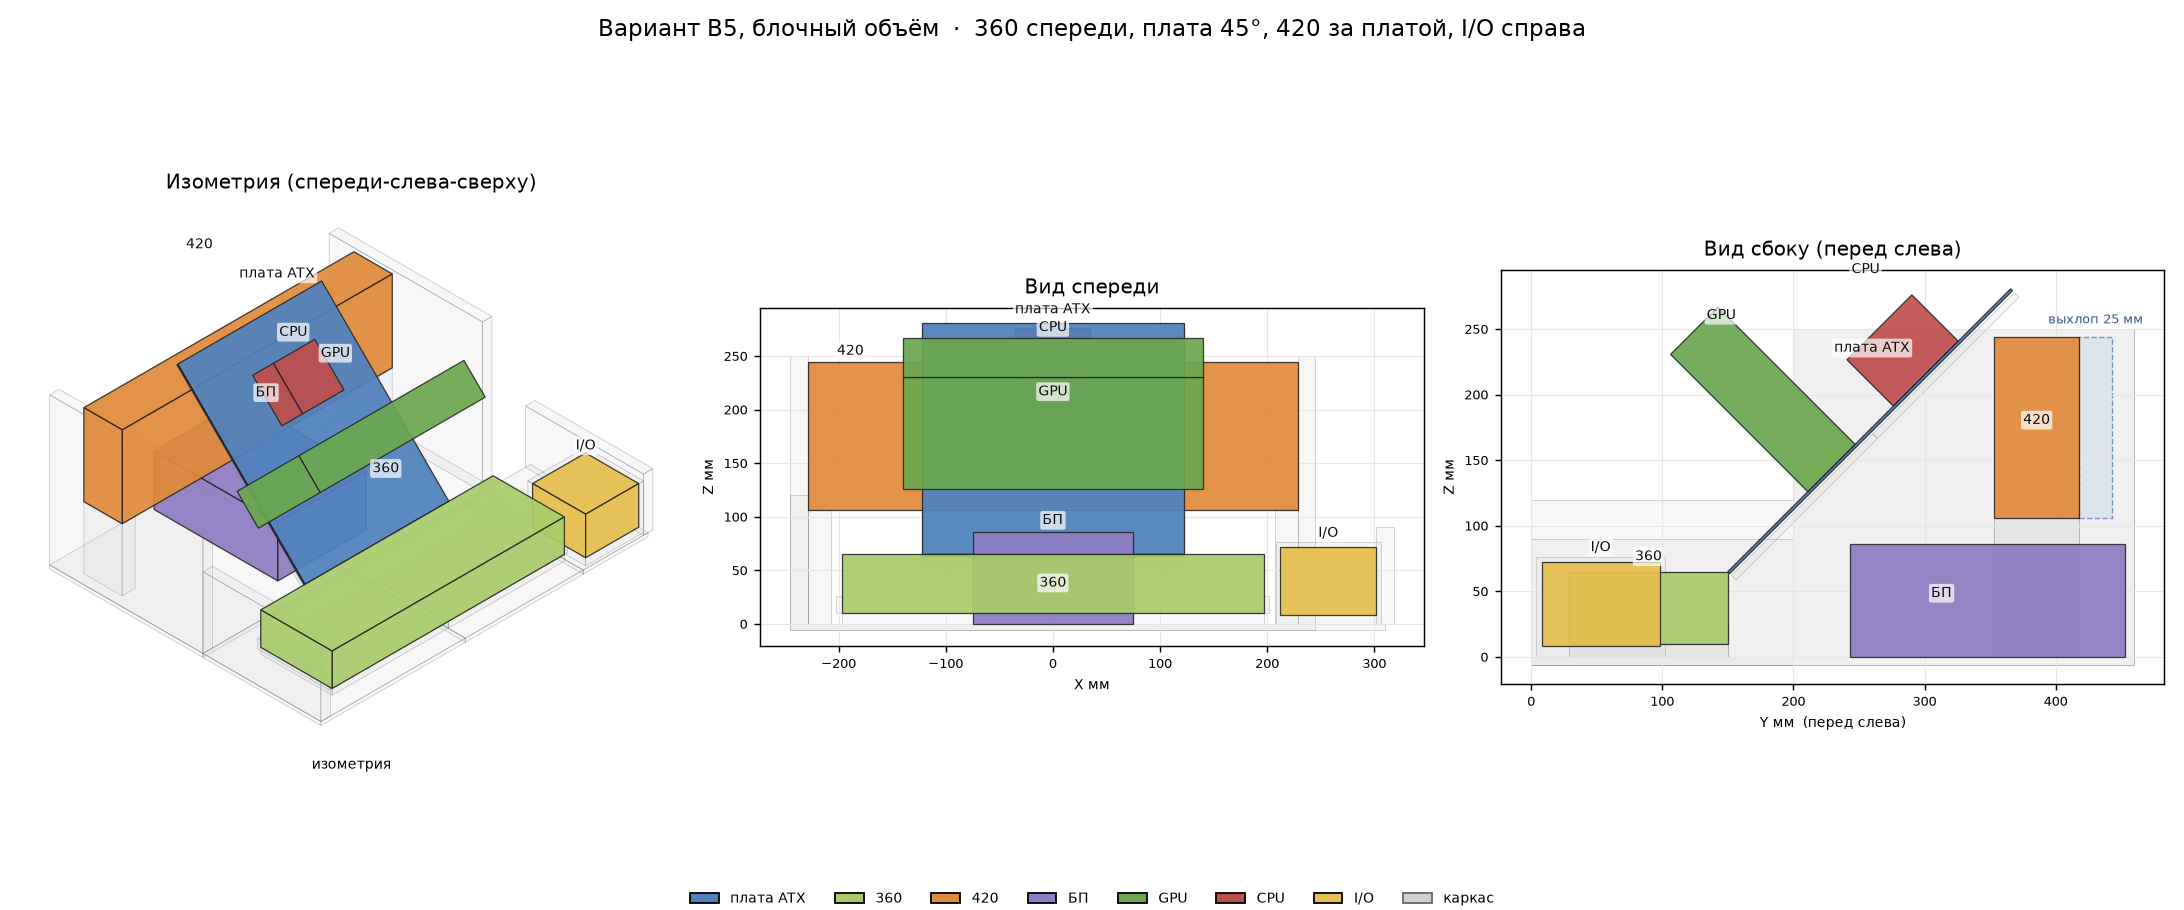 Вариант B5, блочный объём · 360 спереди, плата 45°, 420 за платой, I/O справа
Изометрия (спереди-слева-сверху)
420
плата ATX
CPU
GPU
БП
360
I/O
изометрия
Вид спереди
плата ATX
CPU
420
GPU
БП
I/O
360
250
200
150
100
50
0
Z мм
−200
−100
0
100
200
300
X мм
Вид сбоку (перед слева)
CPU
GPU
выхлоп 25 мм
плата ATX
420
I/O
360
БП
250
200
150
100
50
0
Z мм
0
100
200
300
400
Y мм (перед слева)
плата ATX
360
420
БП
GPU
CPU
I/O
каркас